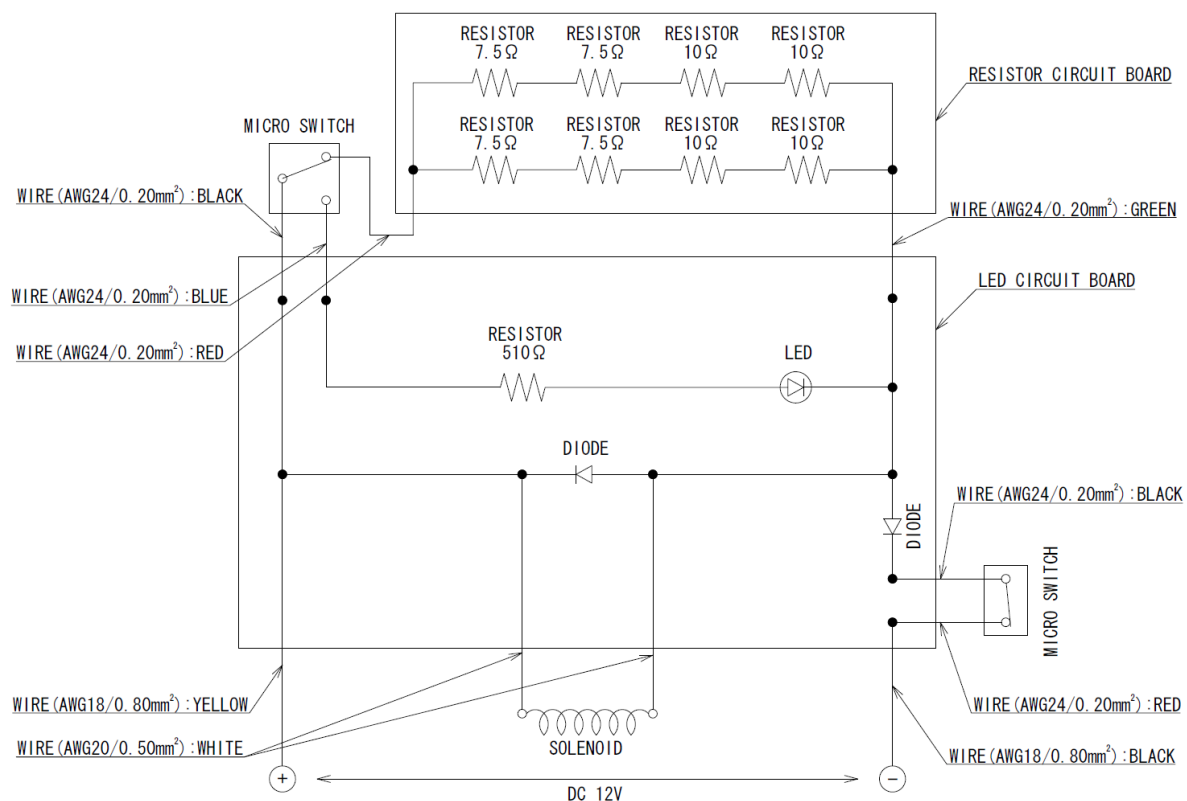 RESISTOR RESISTOR RESISTOR RESISTOR
7.5Ω 7.5Ω 10Ω 10Ω
RESISTOR CIRCUIT BOARD
MICRO SWITCH
RESISTOR RESISTOR RESISTOR RESISTOR
7.5Ω 7.5Ω 10Ω 10Ω
WIRE(AWG24/0.20mm²):BLACK
WIRE(AWG24/0.20mm²):GREEN
WIRE(AWG24/0.20mm²):BLUE
LED CIRCUIT BOARD
WIRE(AWG24/0.20mm²):RED
RESISTOR
510Ω
LED
DIODE
WIRE(AWG24/0.20mm²):BLACK
DIODE
MICRO SWITCH
WIRE(AWG18/0.80mm²):YELLOW
WIRE(AWG24/0.20mm²):RED
WIRE(AWG20/0.50mm²):WHITE
SOLENOID
WIRE(AWG18/0.80mm²):BLACK
+
−
DC 12V